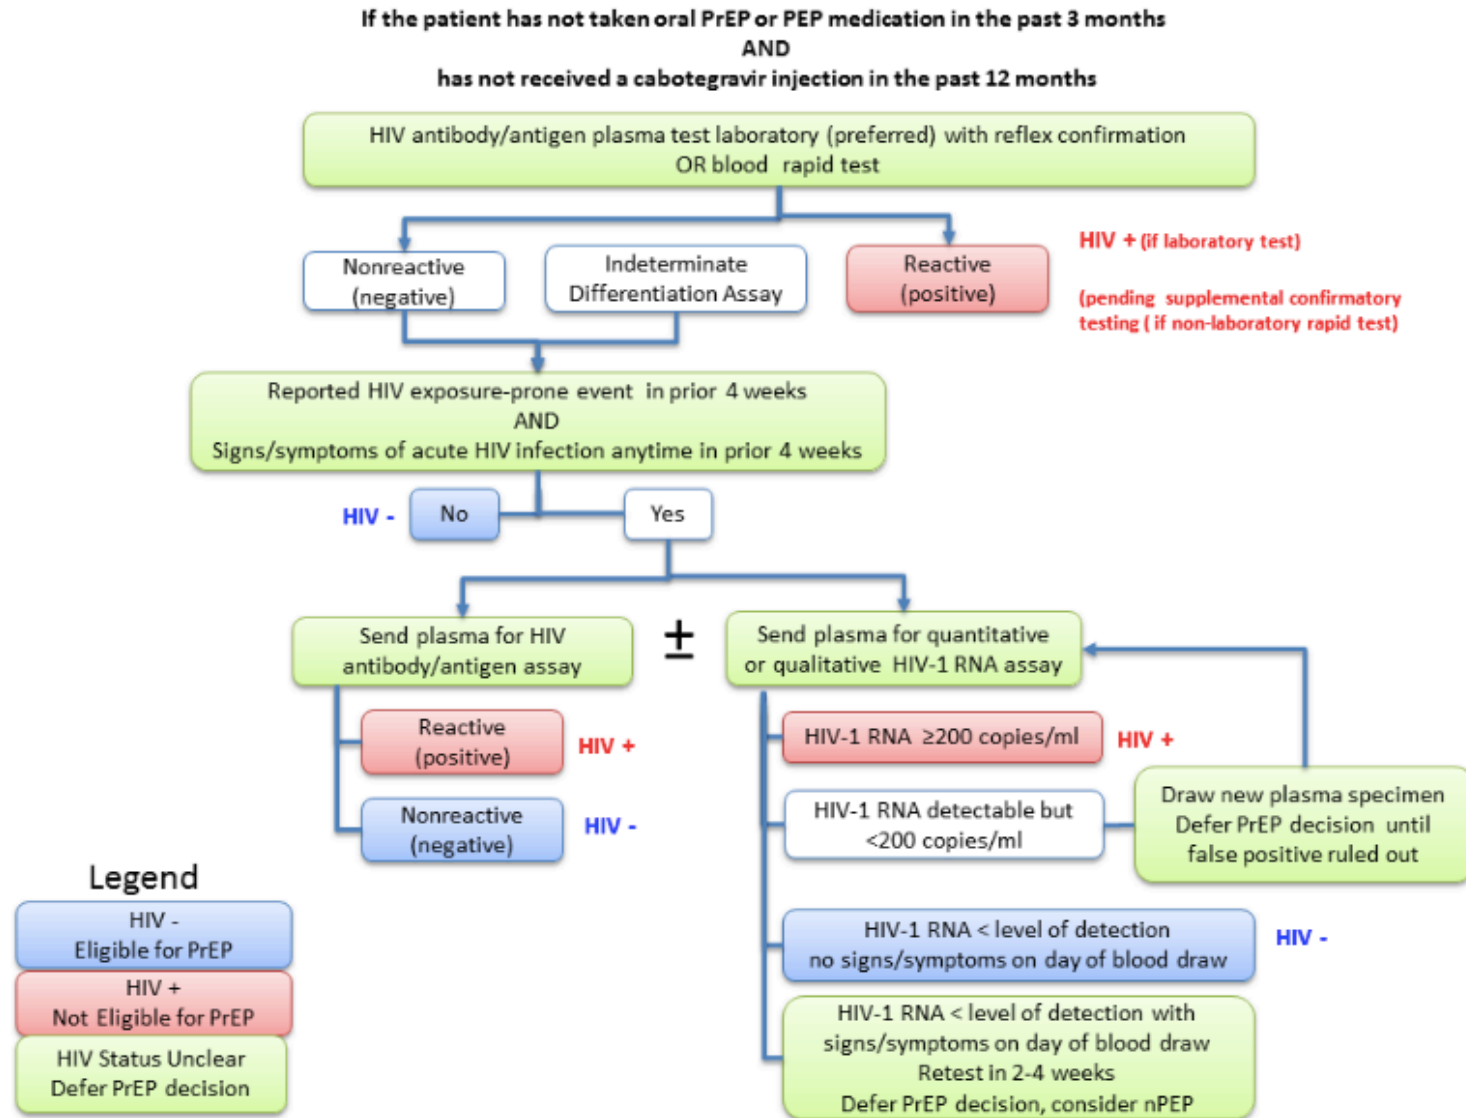 If the patient has not taken oral PrEP or PEP medication in the past 3 months
AND
has not received a cabotegravir injection in the past 12 months
HIV antibody/antigen plasma test laboratory (preferred) with reflex confirmation
OR blood rapid test
Nonreactive
(negative)
Indeterminate
Differentiation Assay
Reactive
(positive)
HIV + (if laboratory test)
(pending supplemental confirmatory
testing ( if non-laboratory rapid test)
Reported HIV exposure-prone event in prior 4 weeks
AND
Signs/symptoms of acute HIV infection anytime in prior 4 weeks
HIV -
No
Yes
Send plasma for HIV
antibody/antigen assay
±
Send plasma for quantitative
or qualitative HIV-1 RNA assay
Reactive
(positive)
HIV +
Nonreactive
(negative)
HIV -
HIV-1 RNA ≥200 copies/ml
HIV +
HIV-1 RNA detectable but
<200 copies/ml
Draw new plasma specimen
Defer PrEP decision until
false positive ruled out
HIV-1 RNA < level of detection
no signs/symptoms on day of blood draw
HIV -
HIV-1 RNA < level of detection with
signs/symptoms on day of blood draw
Retest in 2-4 weeks
Defer PrEP decision, consider nPEP
Legend
HIV -
Eligible for PrEP
HIV +
Not Eligible for PrEP
HIV Status Unclear
Defer PrEP decision